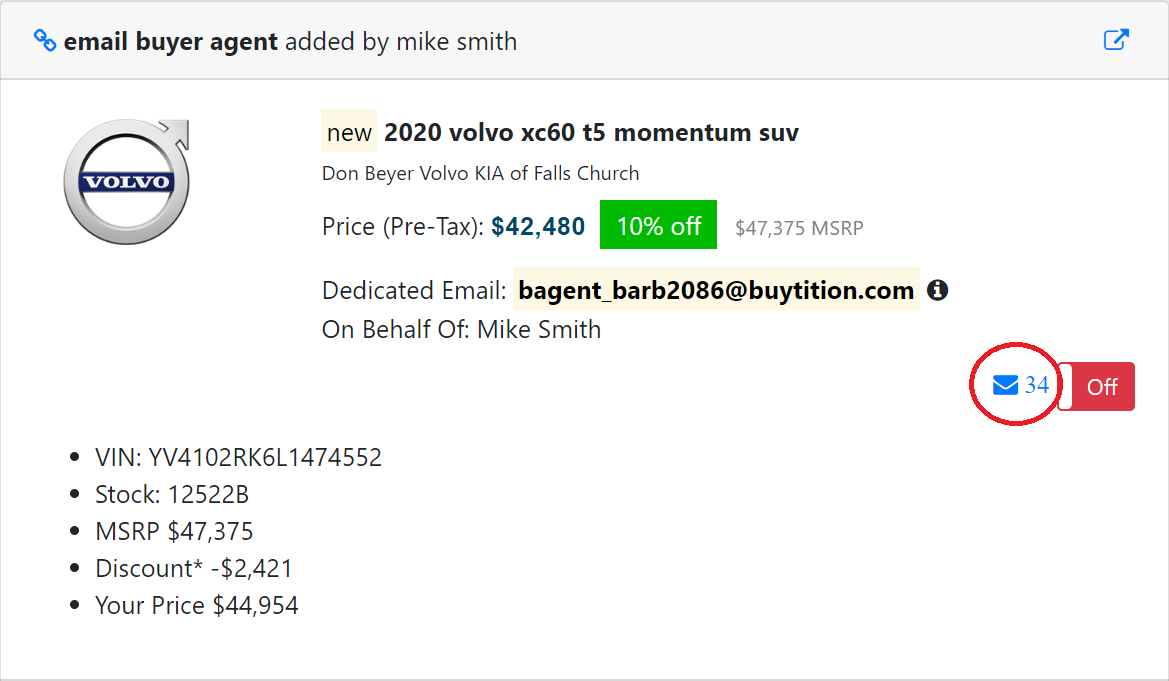 email buyer agent added by mike smith
VOLVO
new 2020 volvo xc60 t5 momentum suv
Don Beyer Volvo KIA of Falls Church
Price (Pre-Tax): $42,480 10% off $47,375 MSRP
Dedicated Email: bagent_barb2086@buytition.com
On Behalf Of: Mike Smith
34 Off
• VIN: YV4102RK6L1474552
• Stock: 12522B
• MSRP $47,375
• Discount* -$2,421
• Your Price $44,954